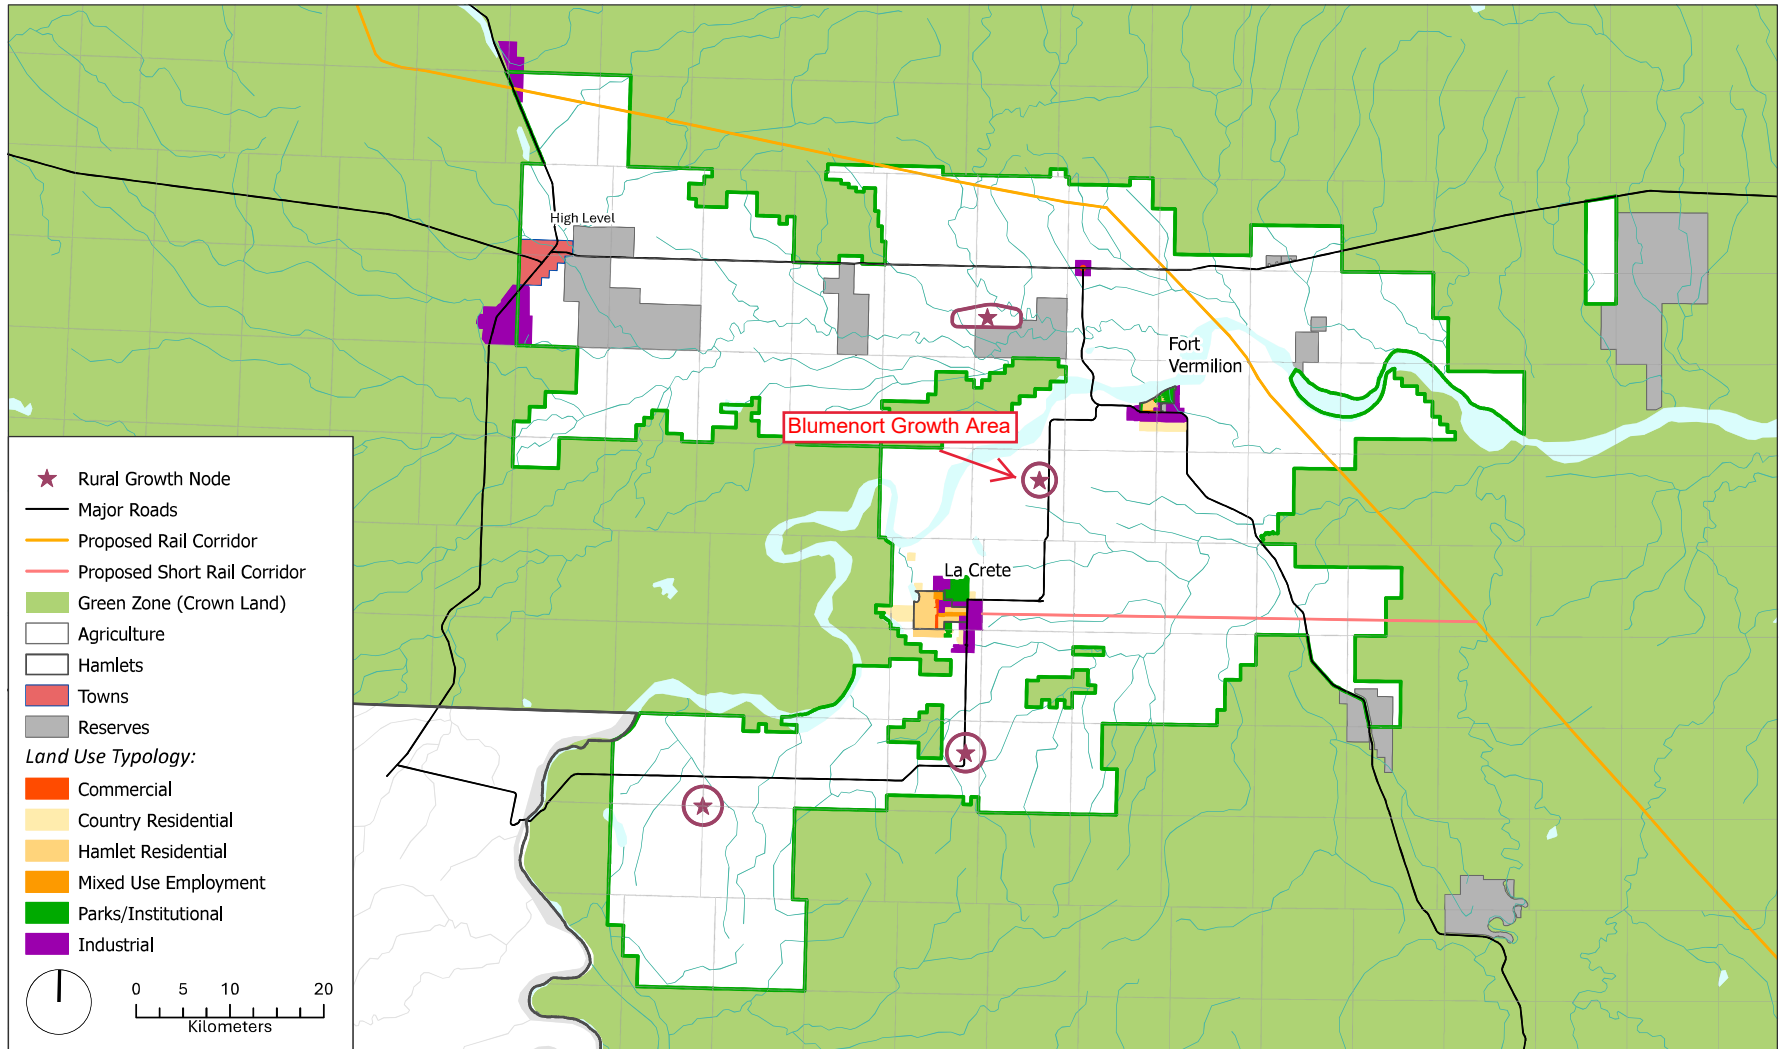 High Level
Fort
Vermilion
Blumenort Growth Area
La Crete
Rural Growth Node
Major Roads
Proposed Rail Corridor
Proposed Short Rail Corridor
Green Zone (Crown Land)
Agriculture
Hamlets
Towns
Reserves
Land Use Typology:
Commercial
Country Residential
Hamlet Residential
Mixed Use Employment
Parks/Institutional
Industrial
0 5 10 20
Kilometers